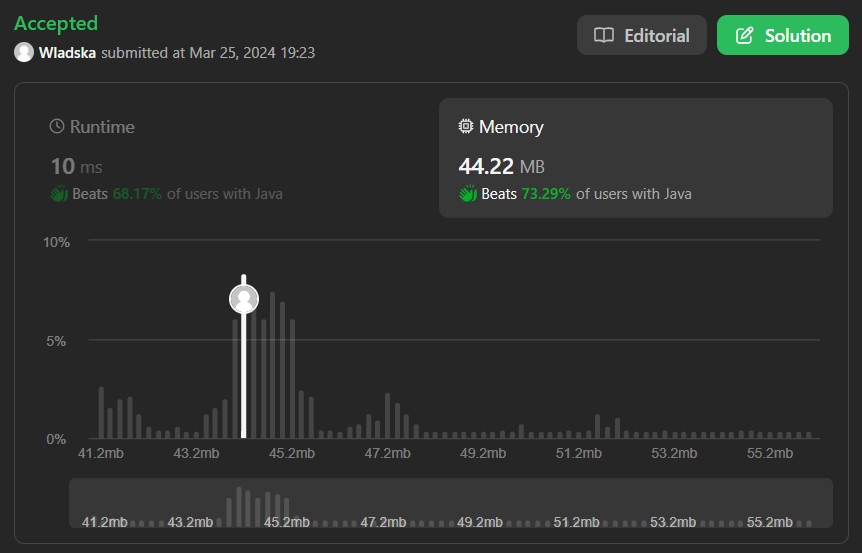 Accepted
Editorial
Solution
Wladska submitted at Mar 25, 2024 19:23
Runtime
Memory
10 ms
44.22 MB
Beats 68.17% of users with Java
Beats 73.29% of users with Java
10%
5%
0%
41.2mb 43.2mb 45.2mb 47.2mb 49.2mb 51.2mb 53.2mb 55.2mb
41.2mb 43.2mb 45.2mb 47.2mb 49.2mb 51.2mb 53.2mb 55.2mb